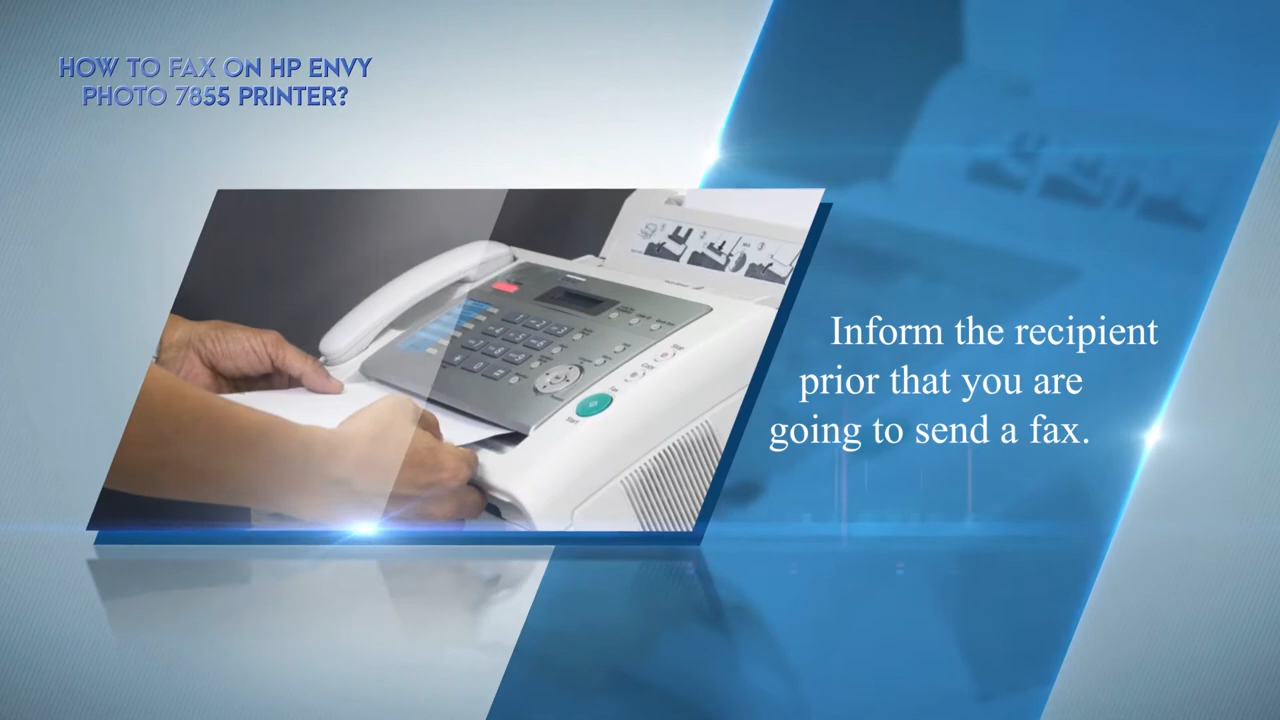 HOW TO FAX ON HP ENVY
PHOTO 7855 PRINTER?
Inform the recipient
prior that you are
going to send a fax.